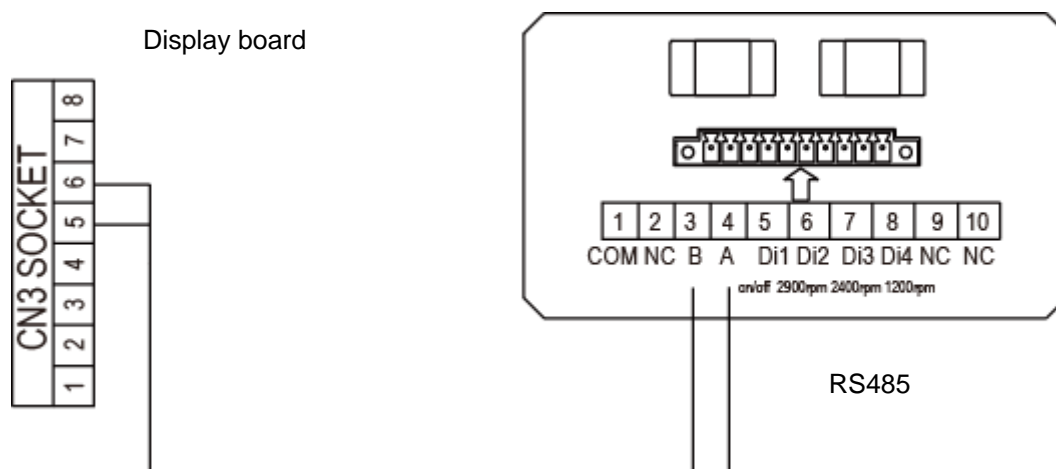 Display board
CN3 SOCKET
8
7
6
5
4
3
2
1
1 2 3 4 5 6 7 8 9 10
COM NC B A Di1 Di2 Di3 Di4 NC NC
on/off 2900rpm 2400rpm 1200rpm
RS485